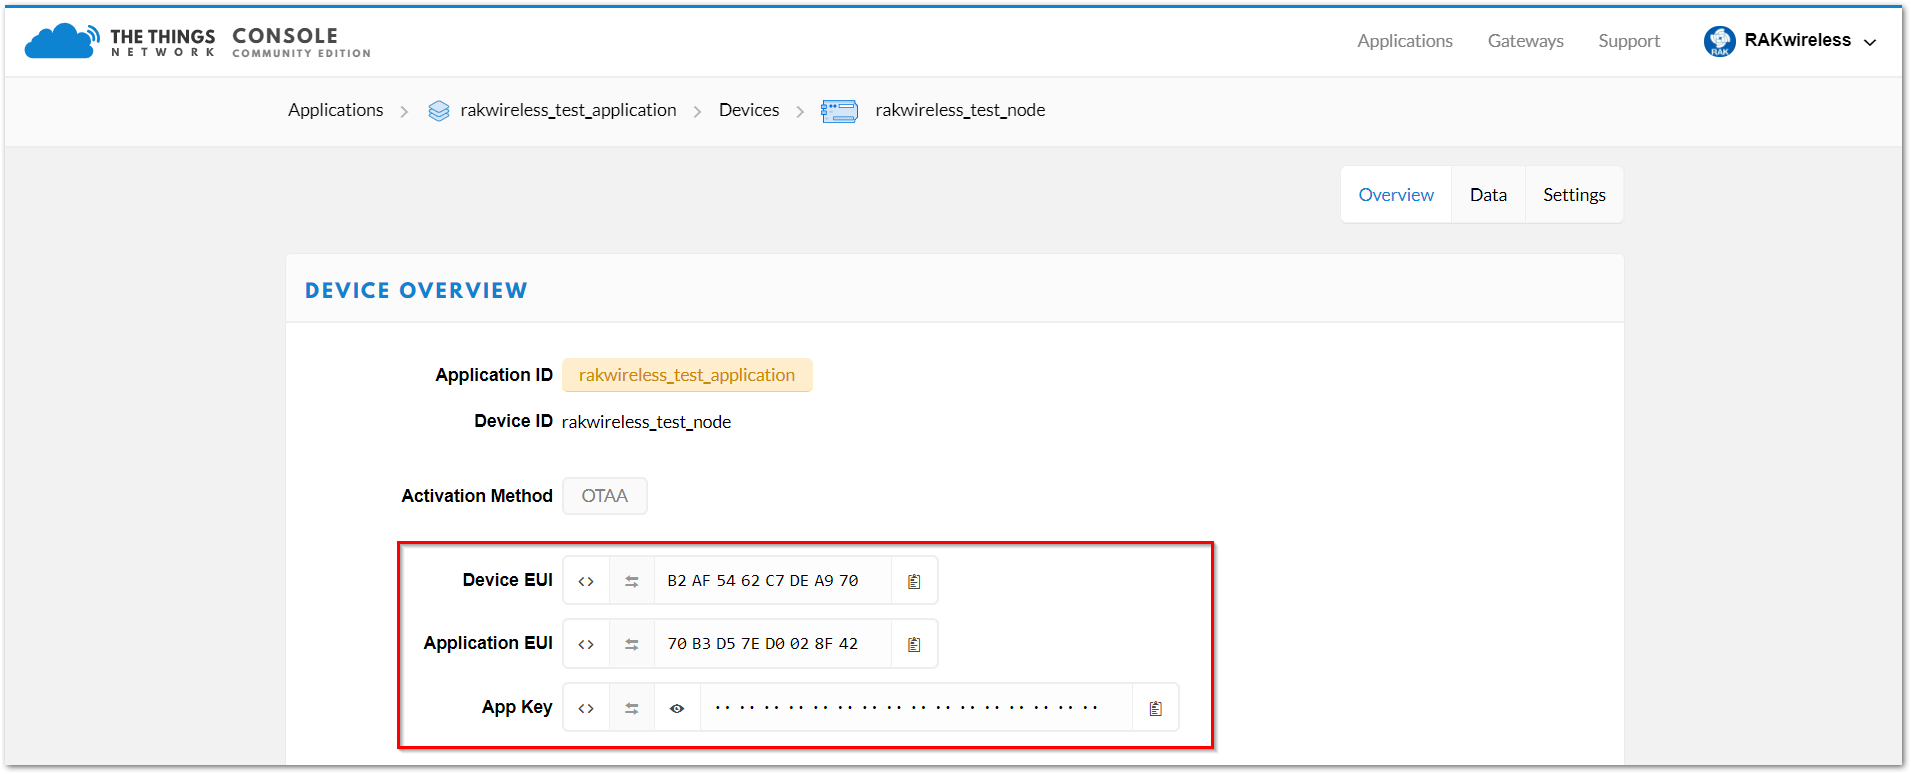 THE THINGS CONSOLE
NETWORK COMMUNITY EDITION
Applications Gateways Support RAK RAKwireless
Applications > rakwireless_test_application > Devices > rakwireless_test_node
Overview Data Settings
DEVICE OVERVIEW
Application ID rakwireless_test_application
Device ID rakwireless_test_node
Activation Method OTAA
Device EUI <> B2 AF 54 62 C7 DE A9 70
Application EUI <> 70 B3 D5 7E D0 02 8F 42
App Key <> ·· ·· ·· ·· ·· ·· ·· ·· ·· ·· ·· ·· ·· ·· ·· ··